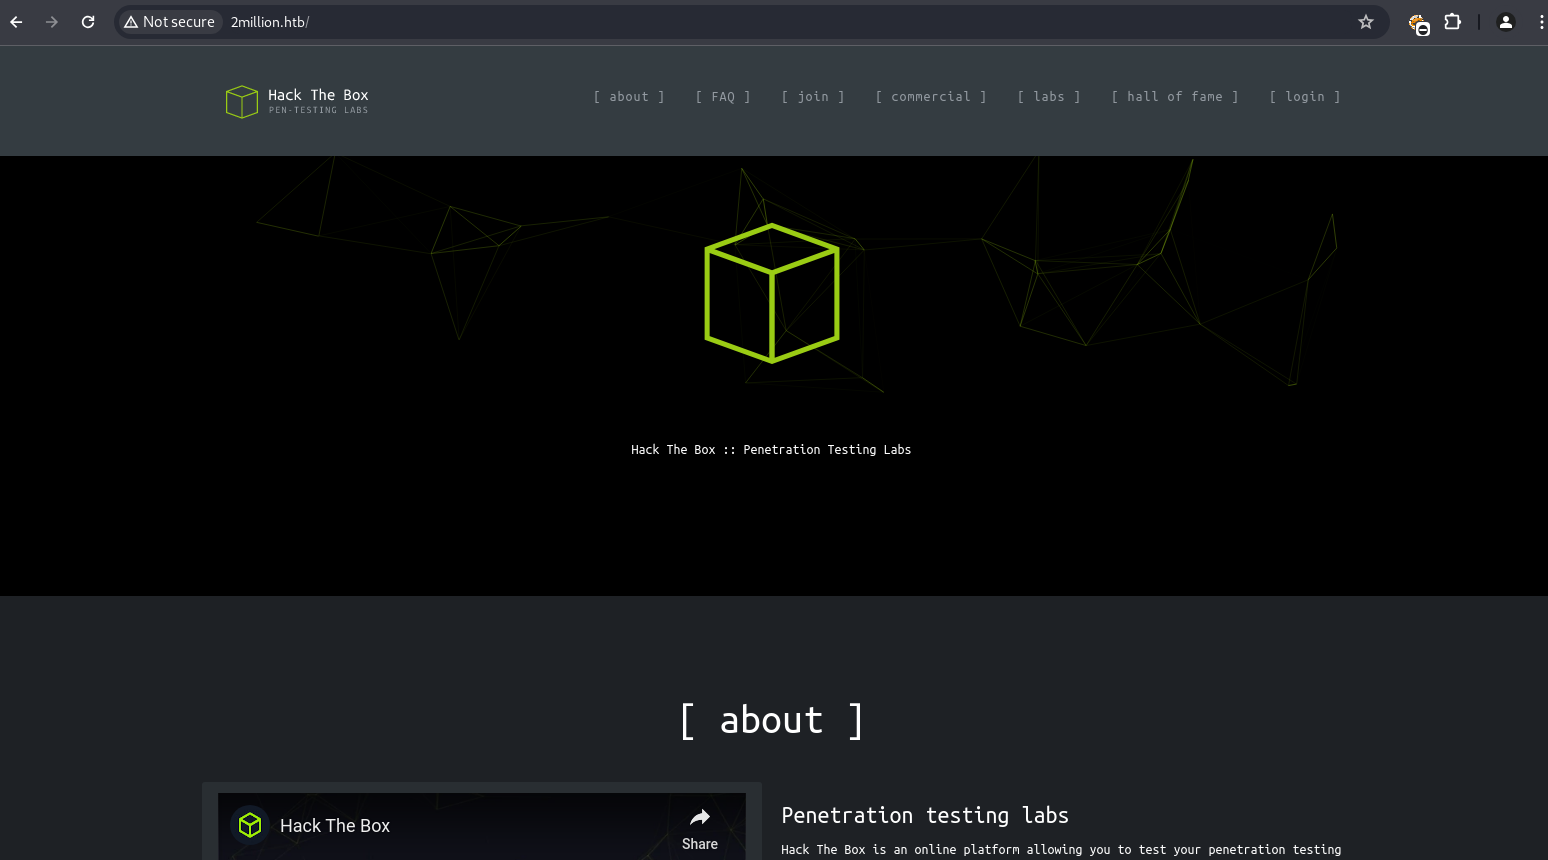 Not secure 2million.htb/
Hack The Box
PEN-TESTING LABS
[ about ] [ FAQ ] [ join ] [ commercial ] [ labs ] [ hall of fame ] [ login ]
Hack The Box :: Penetration Testing Labs
[ about ]
Hack The Box
Share
Penetration testing labs
Hack The Box is an online platform allowing you to test your penetration testing